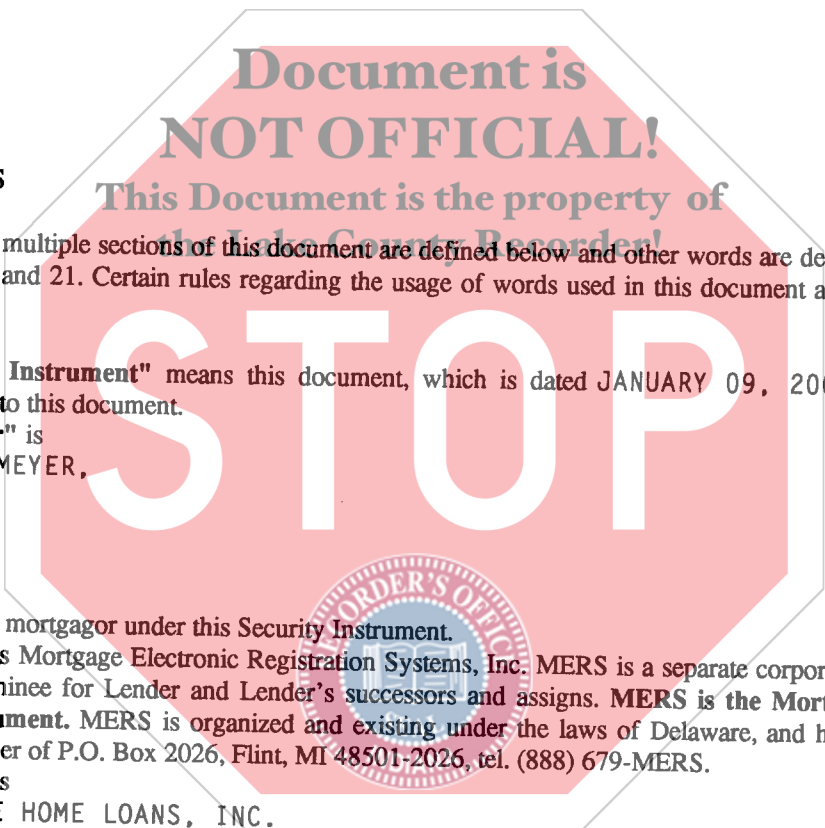 Document is
NOT OFFICIAL!
This Document is the property of
the Lake County Recorder!
S
multiple sections of this document are defined below and other words are de
and 21. Certain rules regarding the usage of words used in this document a
Instrument" means this document, which is dated JANUARY 09, 200
to this document.
" is
MEYER,
STOP
RECORDER'S OFFIC
mortgagor under this Security Instrument.
s Mortgage Electronic Registration Systems, Inc. MERS is a separate corpor
inee for Lender and Lender's successors and assigns. MERS is the Mort
ument. MERS is organized and existing under the laws of Delaware, and h
er of P.O. Box 2026, Flint, MI 48501-2026, tel. (888) 679-MERS.
s
E HOME LOANS, INC.